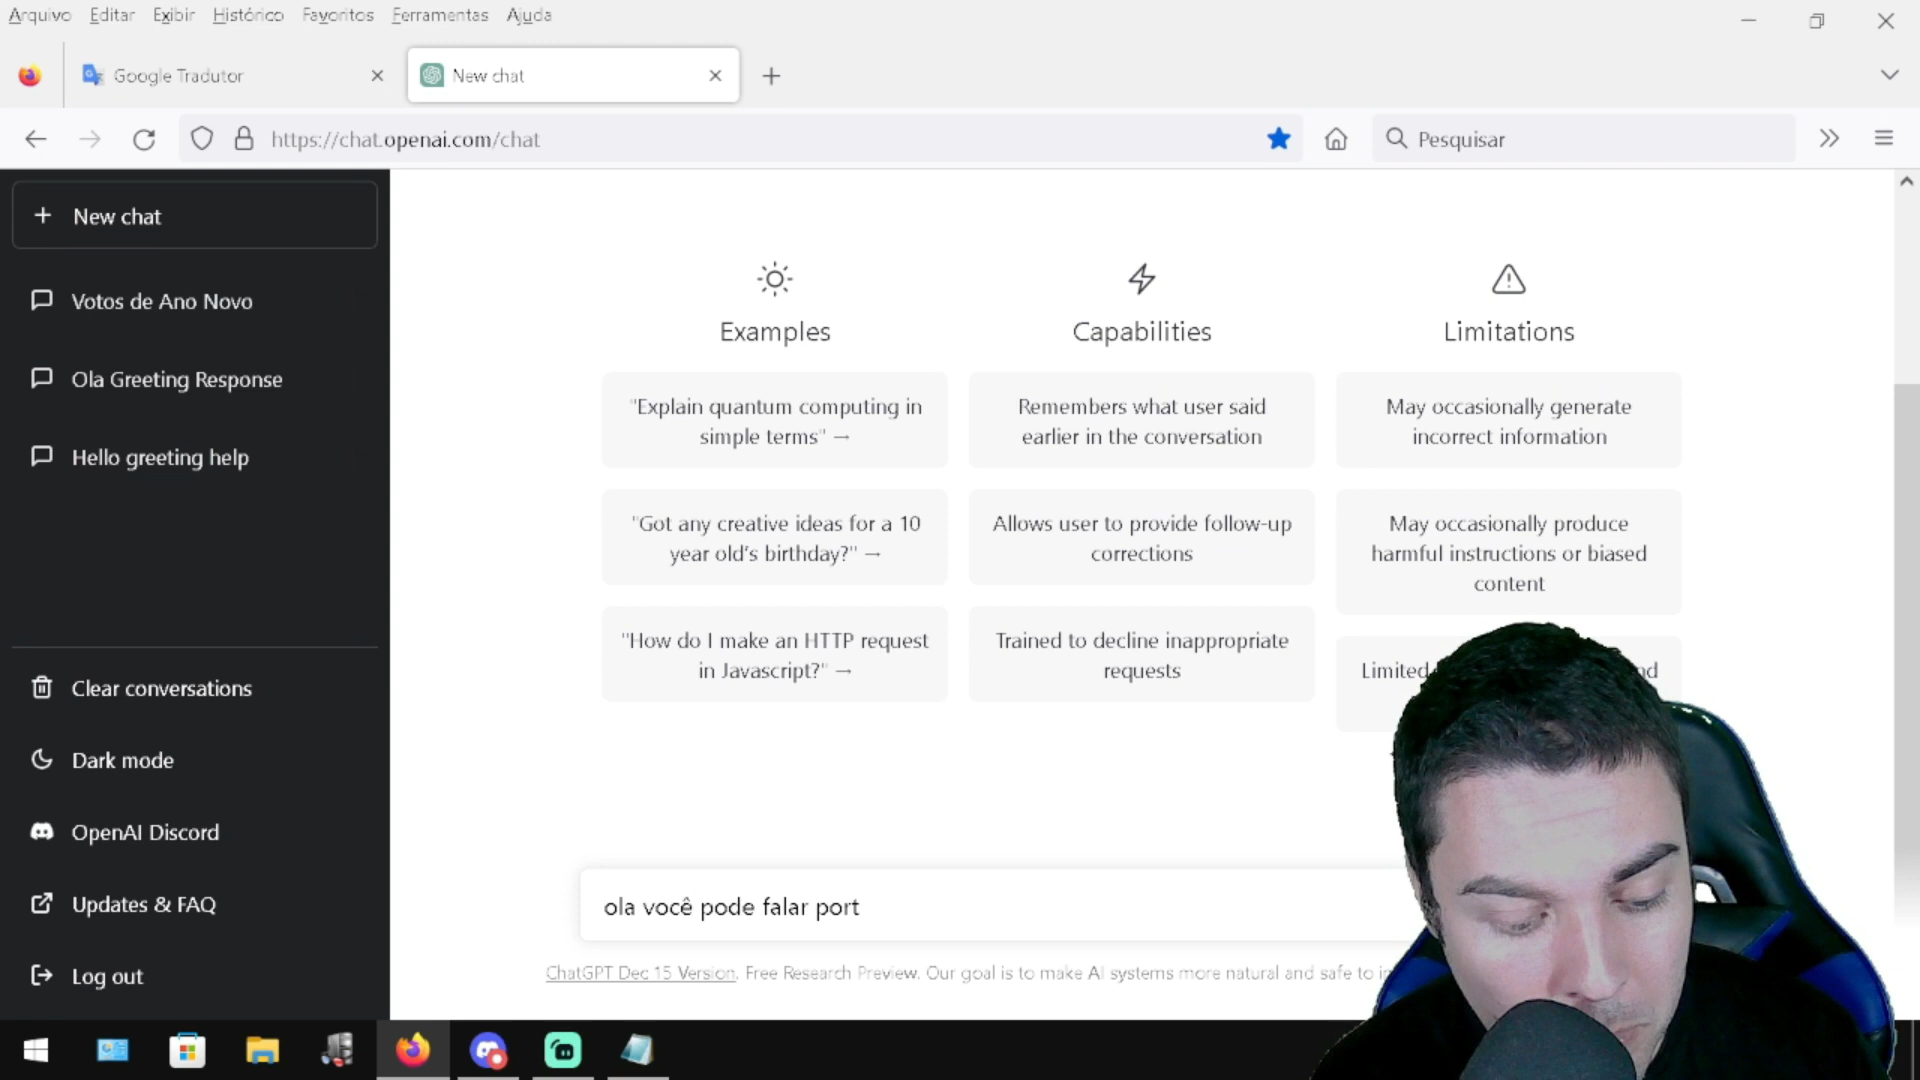 Arquivo Editar Exibir Histórico Favoritos Ferramentas Ajuda
Google Tradutor
New chat
https://chat.openai.com/chat
Pesquisar
New chat
Votos de Ano Novo
Ola Greeting Response
Hello greeting help
Clear conversations
Dark mode
OpenAI Discord
Updates & FAQ
Log out
Examples
"Explain quantum computing in
simple terms" →
"Got any creative ideas for a 10
year old's birthday?" →
"How do I make an HTTP request
in Javascript?" →
Capabilities
Remembers what user said
earlier in the conversation
Allows user to provide follow-up
corrections
Trained to decline inappropriate
requests
Limitations
May occasionally generate
incorrect information
May occasionally produce
harmful instructions or biased
content
Limited
ola você pode falar port
ChatGPT Dec 15 Version. Free Research Preview. Our goal is to make AI systems more natural and safe to